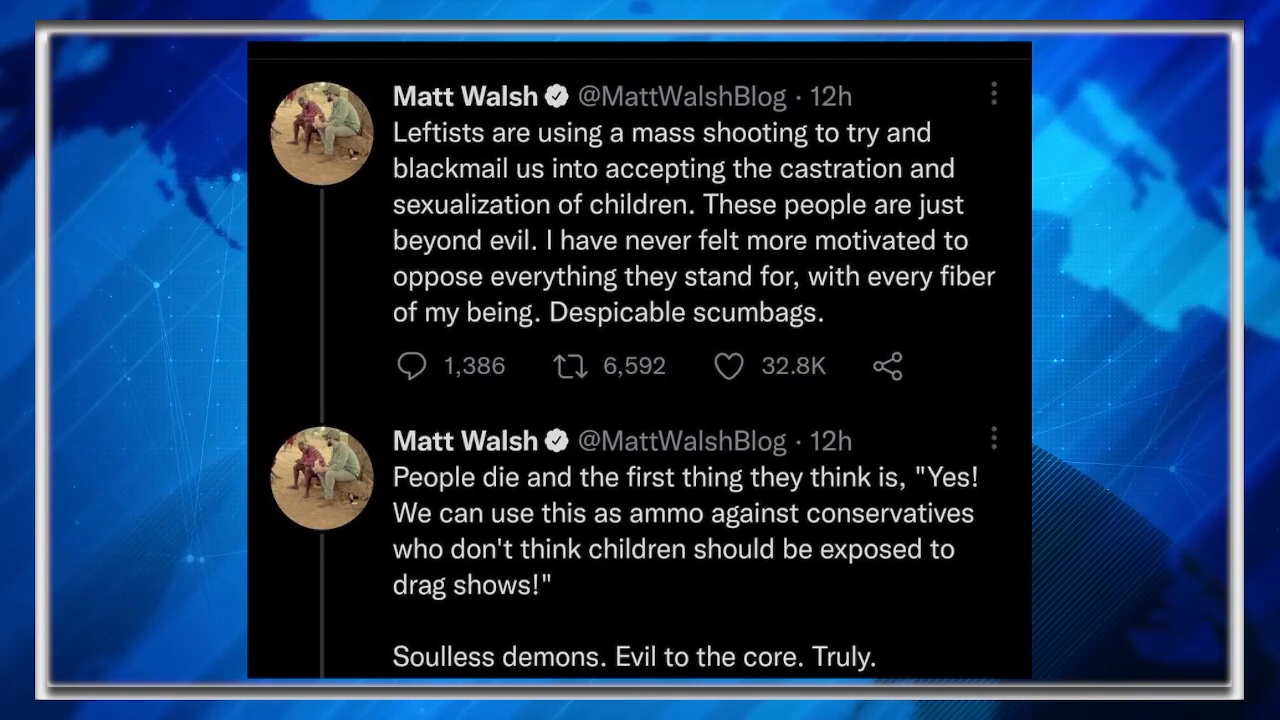 Matt Walsh @MattWalshBlog · 12h
Leftists are using a mass shooting to try and
blackmail us into accepting the castration and
sexualization of children. These people are just
beyond evil. I have never felt more motivated to
oppose everything they stand for, with every fiber
of my being. Despicable scumbags.
1,386 6,592 32.8K
Matt Walsh @MattWalshBlog · 12h
People die and the first thing they think is, "Yes!
We can use this as ammo against conservatives
who don't think children should be exposed to
drag shows!"
Soulless demons. Evil to the core. Truly.